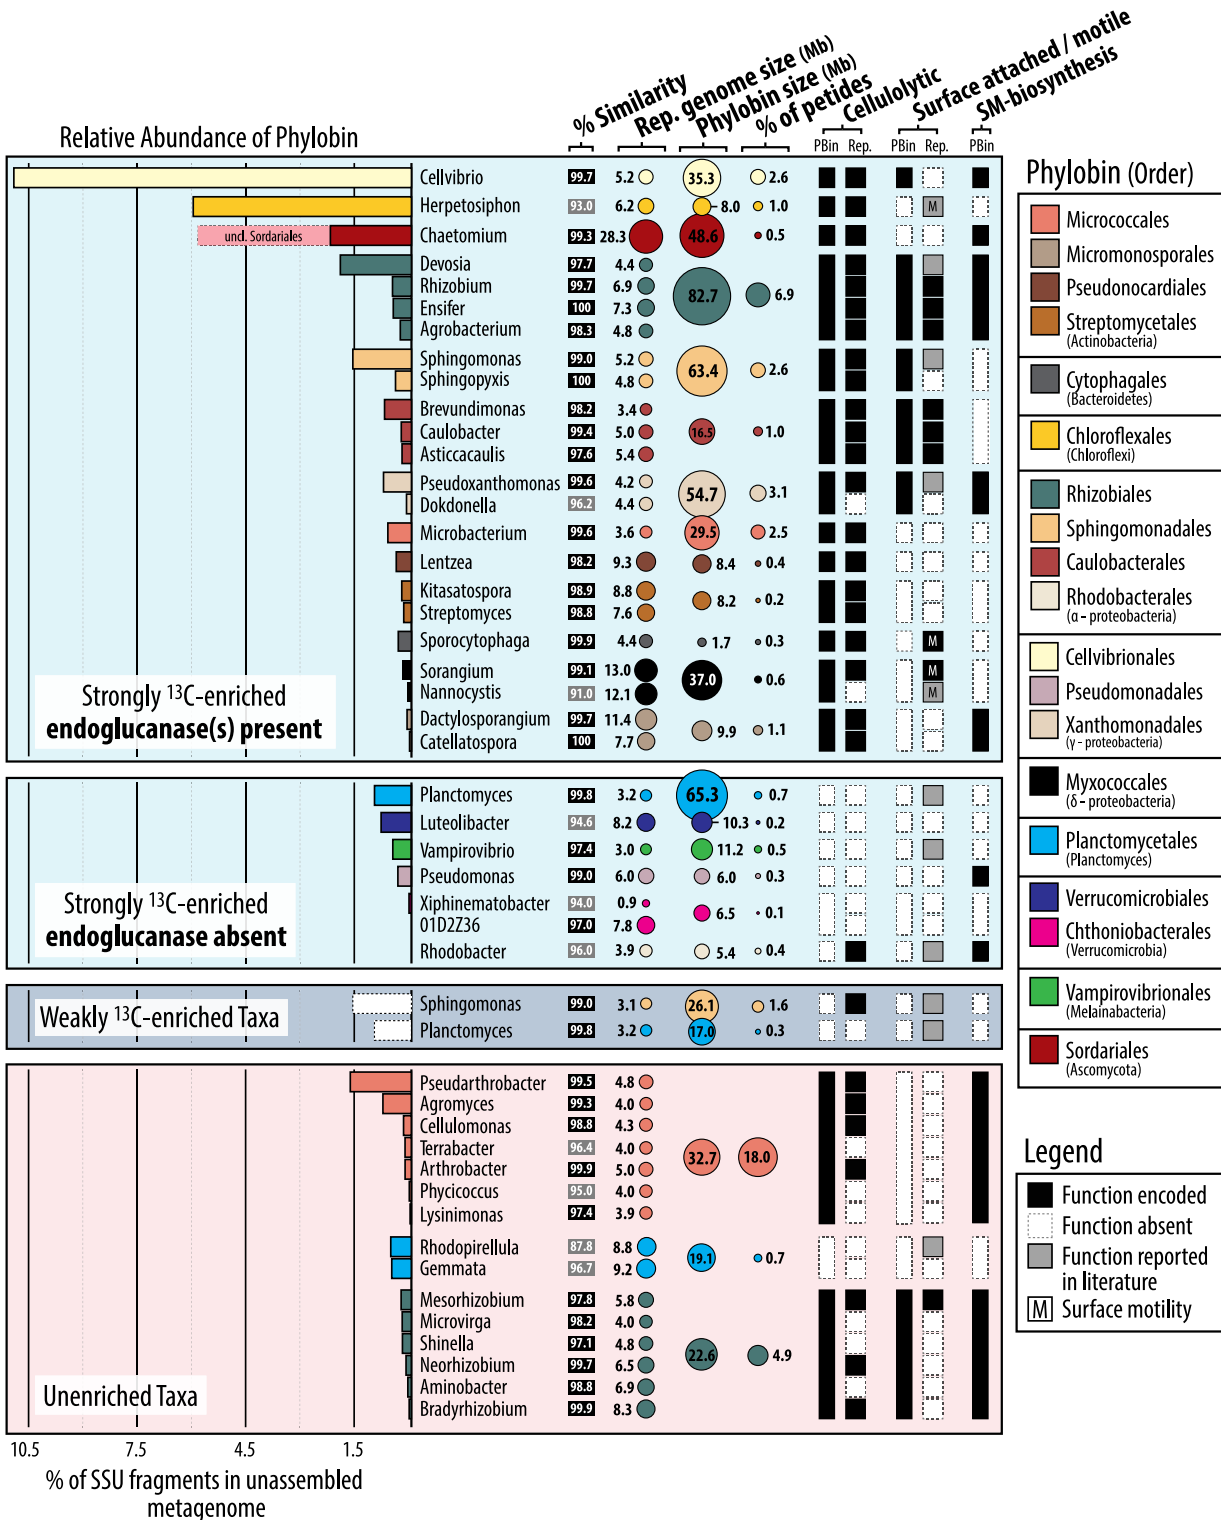 Relative Abundance of Phylobin
% Similarity
Rep. genome size (Mb)
Phylobin size (Mb)
% of petides
Cellulolytic
Surface attached / motile
SM-biosynthesis
PBin Rep. PBin Rep. PBin
Cellvibrio 99.7 5.2 35.3 2.6
Herpetosiphon 93.0 6.2 8.0 1.0 M
uncl. Sordariales Chaetomium 99.3 28.3 48.6 0.5
Devosia 97.7 4.4
Rhizobium 99.7 6.9 82.7 6.9
Ensifer 100 7.3
Agrobacterium 98.3 4.8
Sphingomonas 99.0 5.2 63.4 2.6
Sphingopyxis 100 4.8
Brevundimonas 98.2 3.4
Caulobacter 99.4 5.0 16.5 1.0
Asticcacaulis 97.6 5.4
Pseudoxanthomonas 99.6 4.2 54.7 3.1
Dokdonella 96.2 4.4
Microbacterium 99.6 3.6 29.5 2.5
Lentzea 98.2 9.3 8.4 0.4
Kitasatospora 98.9 8.8 8.2 0.2
Streptomyces 98.8 7.6
Sporocytophaga 99.9 4.4 1.7 0.3 M
Sorangium 99.1 13.0 37.0 0.6 M
Nannocystis 91.0 12.1 M
Dactylosporangium 99.7 11.4 9.9 1.1
Catellatospora 100 7.7
Strongly ¹³C-enriched
endoglucanase(s) present
Planctomyces 99.8 3.2 65.3 0.7
Luteolibacter 94.6 8.2 10.3 0.2
Vampirovibrio 97.4 3.0 11.2 0.5
Pseudomonas 99.0 6.0 6.0 0.3
Xiphinematobacter 94.0 0.9 6.5 0.1
01D2Z36 97.0 7.8
Rhodobacter 96.0 3.9 5.4 0.4
Strongly ¹³C-enriched
endoglucanase absent
Weakly ¹³C-enriched Taxa
Sphingomonas 99.0 3.1 26.1 1.6
Planctomyces 99.8 3.2 17.0 0.3
Pseudarthrobacter 99.5 4.8
Agromyces 99.3 4.0
Cellulomonas 98.8 4.3
Terrabacter 96.4 4.0 32.7 18.0
Arthrobacter 99.9 5.0
Phycicoccus 95.0 4.0
Lysinimonas 97.4 3.9
Rhodopirellula 87.8 8.8 19.1 0.7
Gemmata 96.7 9.2
Mesorhizobium 97.8 5.8
Microvirga 98.2 4.0
Shinella 97.1 4.8 22.6 4.9
Neorhizobium 99.7 6.5
Aminobacter 98.8 6.9
Bradyrhizobium 99.9 8.3
Unenriched Taxa
10.5 7.5 4.5 1.5
% of SSU fragments in unassembled
metagenome
Phylobin (Order)
Micrococcales
Micromonosporales
Pseudonocardiales
Streptomycetales
(Actinobacteria)
Cytophagales
(Bacteroidetes)
Chloroflexales
(Chloroflexi)
Rhizobiales
Sphingomonadales
Caulobacterales
Rhodobacterales
(α - proteobacteria)
Cellvibrionales
Pseudomonadales
Xanthomonadales
(γ - proteobacteria)
Myxococcales
(δ - proteobacteria)
Planctomycetales
(Planctomyces)
Verrucomicrobiales
Chthoniobacterales
(Verrucomicrobia)
Vampirovibrionales
(Melainabacteria)
Sordariales
(Ascomycota)
Legend
Function encoded
Function absent
Function reported
in literature
M Surface motility